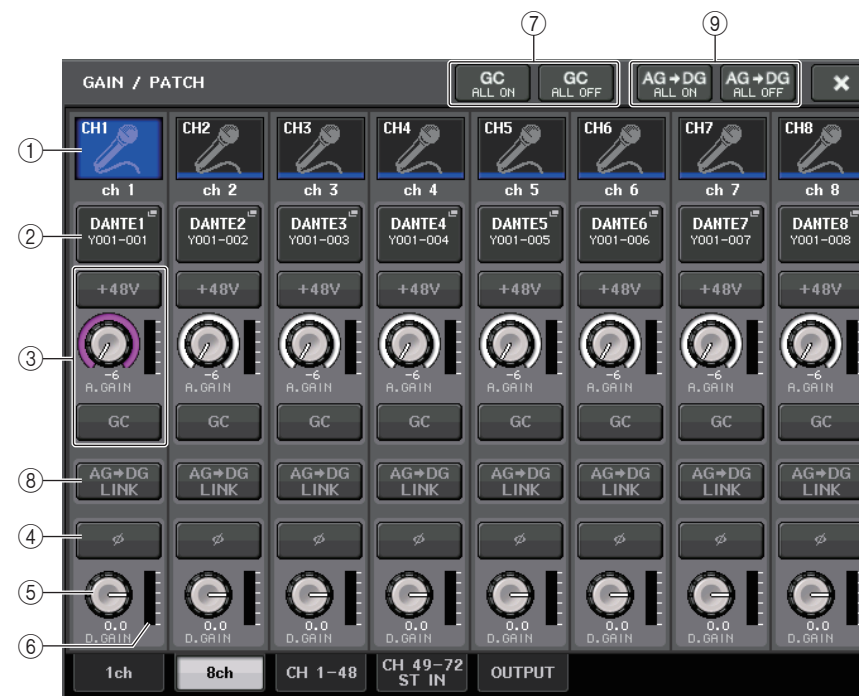 ⑦ ⑨
GAIN / PATCH GC ALL ON GC ALL OFF AG➔DG ALL ON AG➔DG ALL OFF ×
① CH1 CH2 CH3 CH4 CH5 CH6 CH7 CH8
ch 1 ch 2 ch 3 ch 4 ch 5 ch 6 ch 7 ch 8
② DANTE1 DANTE2 DANTE3 DANTE4 DANTE5 DANTE6 DANTE7 DANTE8
Y001-001 Y001-002 Y001-003 Y001-004 Y001-005 Y001-006 Y001-007 Y001-008
+48V +48V +48V +48V +48V +48V +48V +48V
③
-6 -6 -6 -6 -6 -6 -6 -6
A.GAIN A.GAIN A.GAIN A.GAIN A.GAIN A.GAIN A.GAIN A.GAIN
GC GC GC GC GC GC GC GC
⑧ AG➔DG AG➔DG AG➔DG AG➔DG AG➔DG AG➔DG AG➔DG AG➔DG
LINK LINK LINK LINK LINK LINK LINK LINK
④ ø ø ø ø ø ø ø ø
⑤
⑥ 0.0 0.0 0.0 0.0 0.0 0.0 0.0 0.0
D.GAIN D.GAIN D.GAIN D.GAIN D.GAIN D.GAIN D.GAIN D.GAIN
1ch 8ch CH 1-48 CH 49-72 ST IN OUTPUT